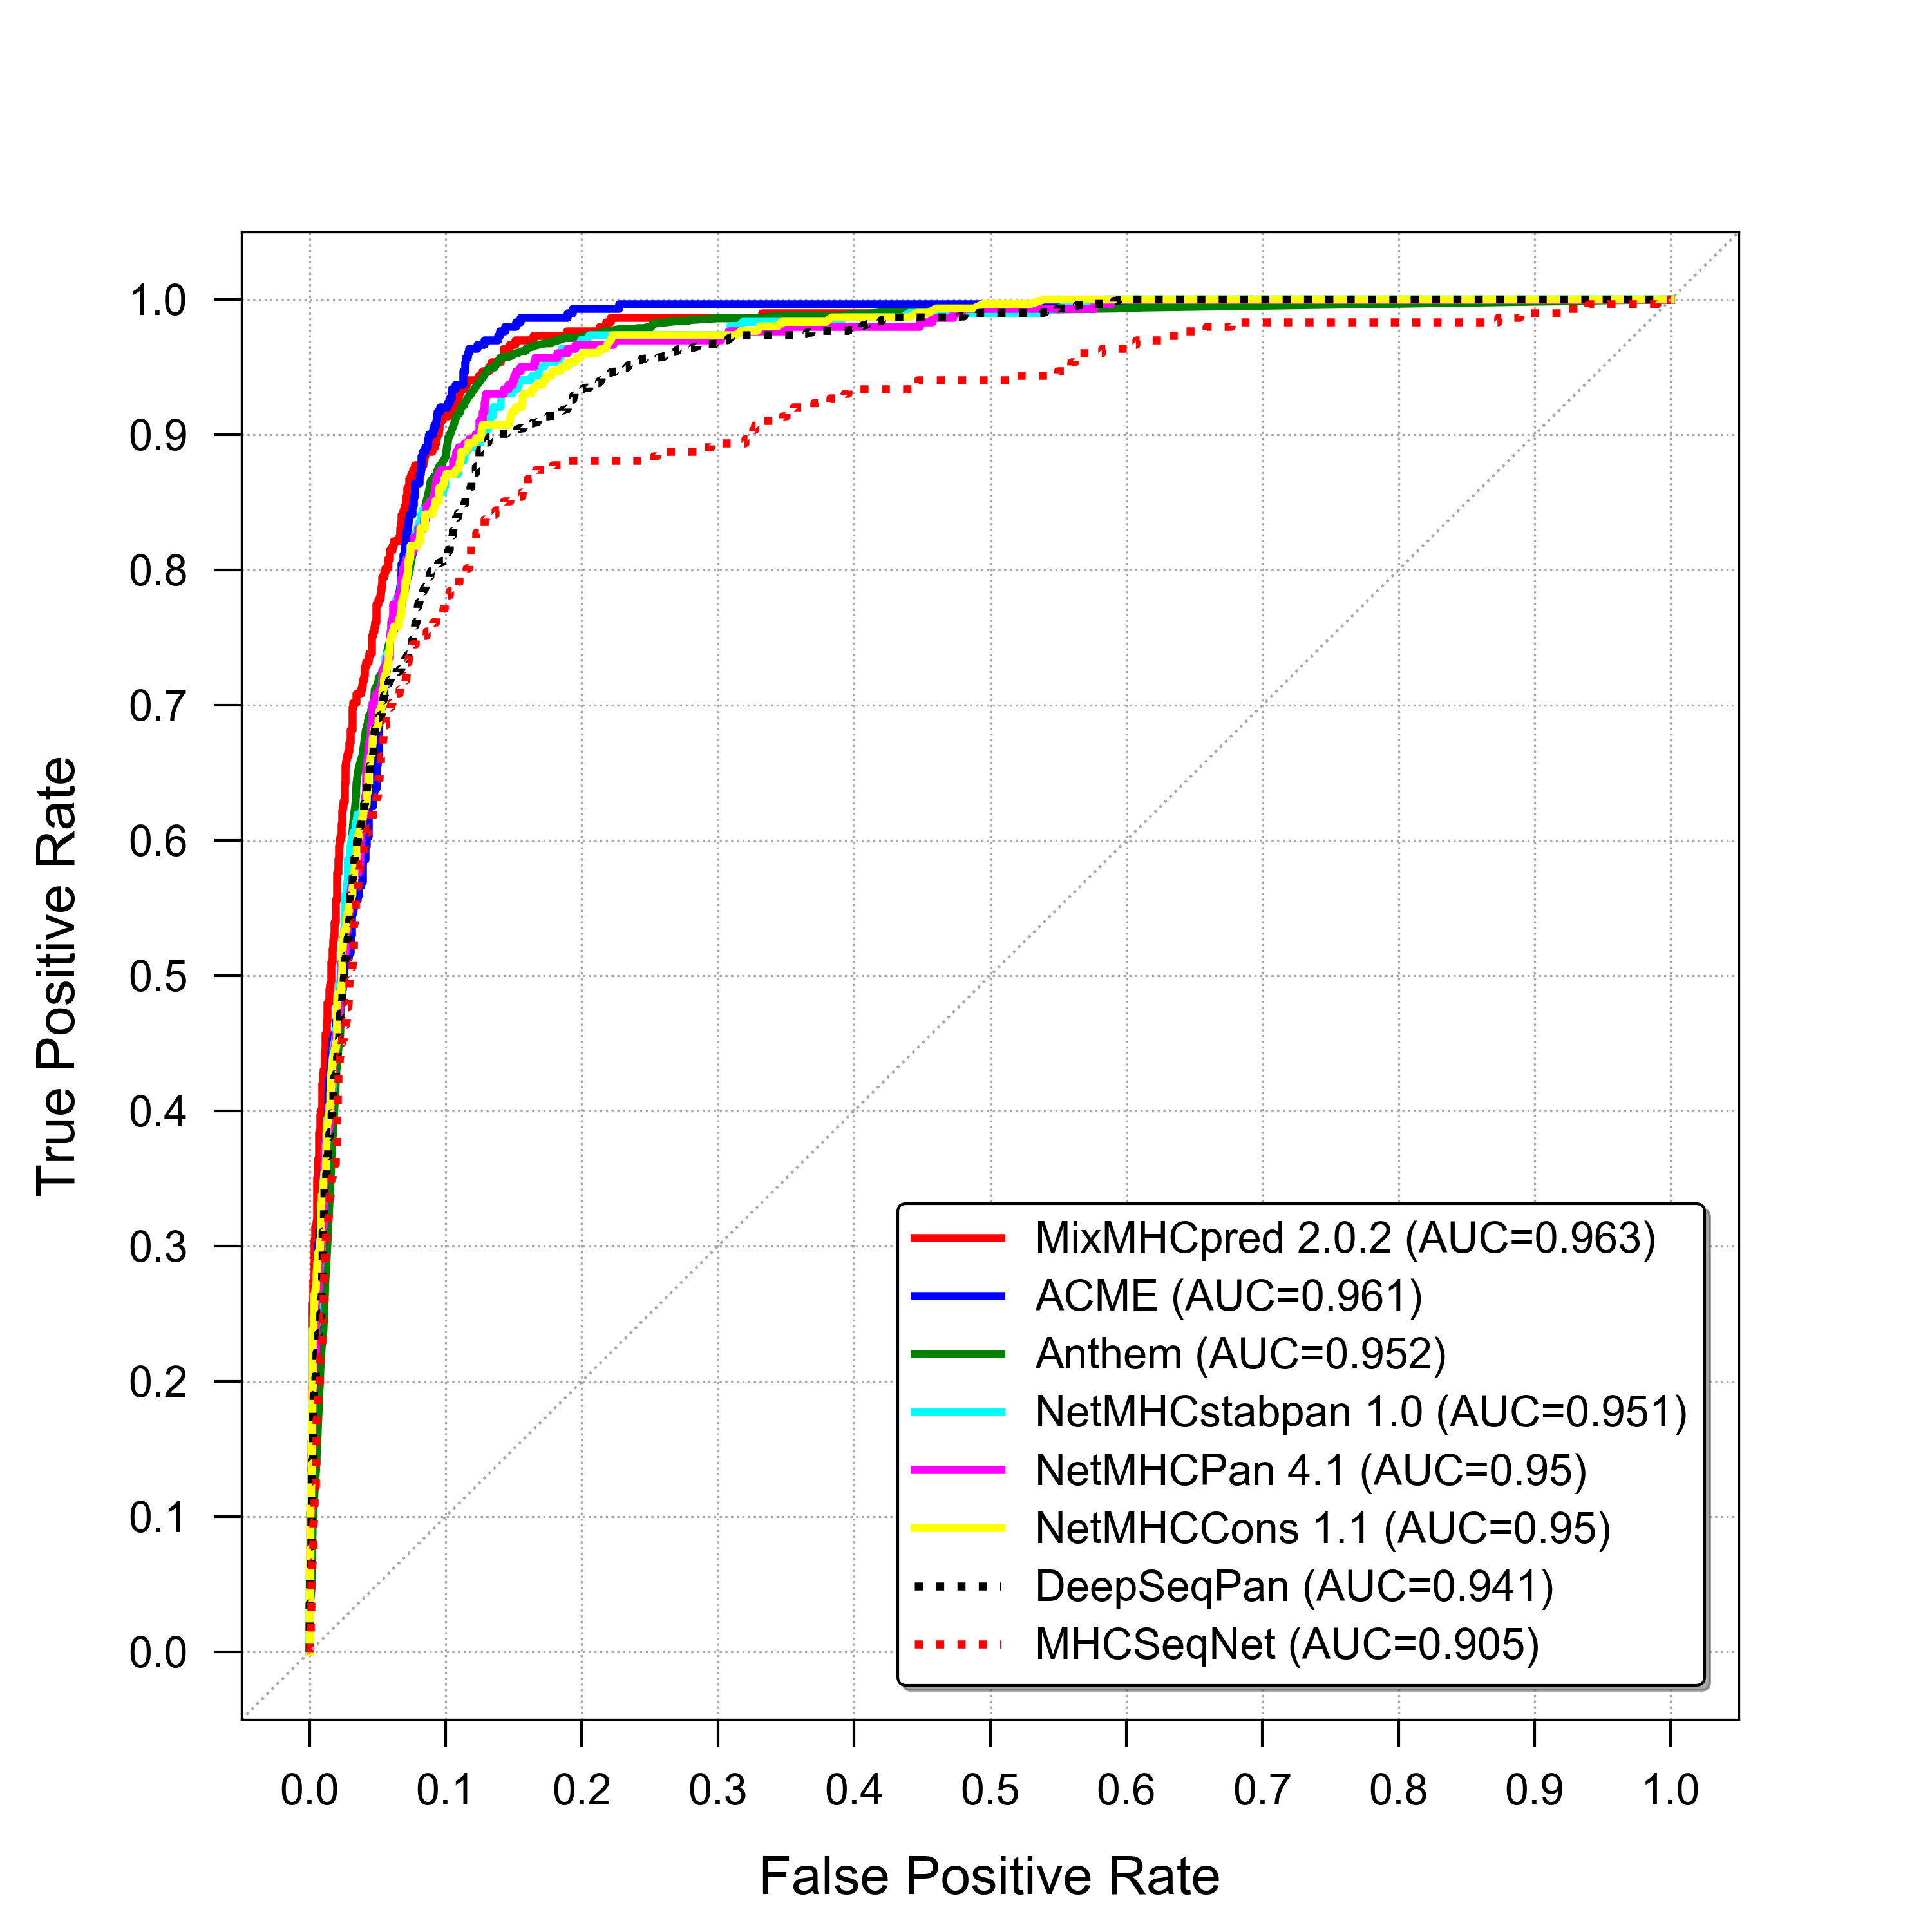 True Positive Rate
1.0
0.9
0.8
0.7
0.6
0.5
0.4
0.3
0.2
0.1
0.0
MixMHCpred 2.0.2 (AUC=0.963)
ACME (AUC=0.961)
Anthem (AUC=0.952)
NetMHCstabpan 1.0 (AUC=0.951)
NetMHCPan 4.1 (AUC=0.95)
NetMHCCons 1.1 (AUC=0.95)
DeepSeqPan (AUC=0.941)
MHCSeqNet (AUC=0.905)
0.0 0.1 0.2 0.3 0.4 0.5 0.6 0.7 0.8 0.9 1.0
False Positive Rate